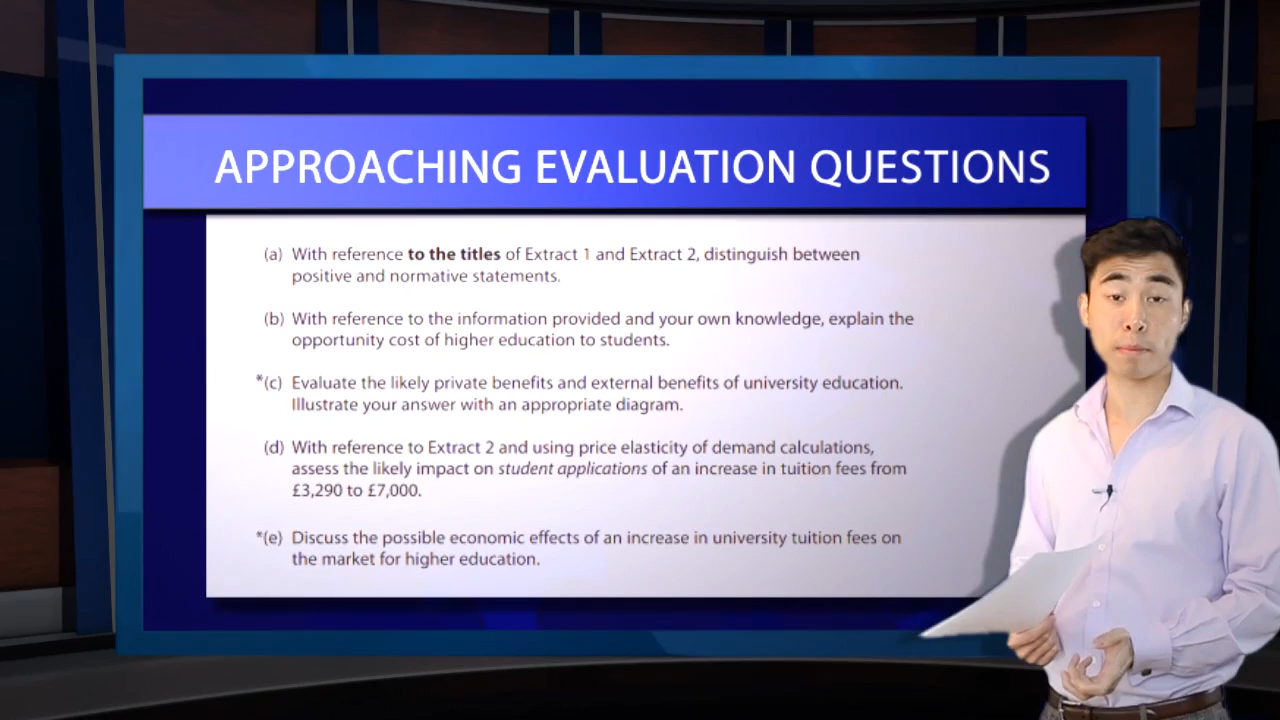 APPROACHING EVALUATION QUESTIONS
(a) With reference to the titles of Extract 1 and Extract 2, distinguish between
positive and normative statements.
(b) With reference to the information provided and your own knowledge, explain the
opportunity cost of higher education to students.
*(c) Evaluate the likely private benefits and external benefits of university education.
Illustrate your answer with an appropriate diagram.
(d) With reference to Extract 2 and using price elasticity of demand calculations,
assess the likely impact on student applications of an increase in tuition fees from
£3,290 to £7,000.
*(e) Discuss the possible economic effects of an increase in university tuition fees on
the market for higher education.